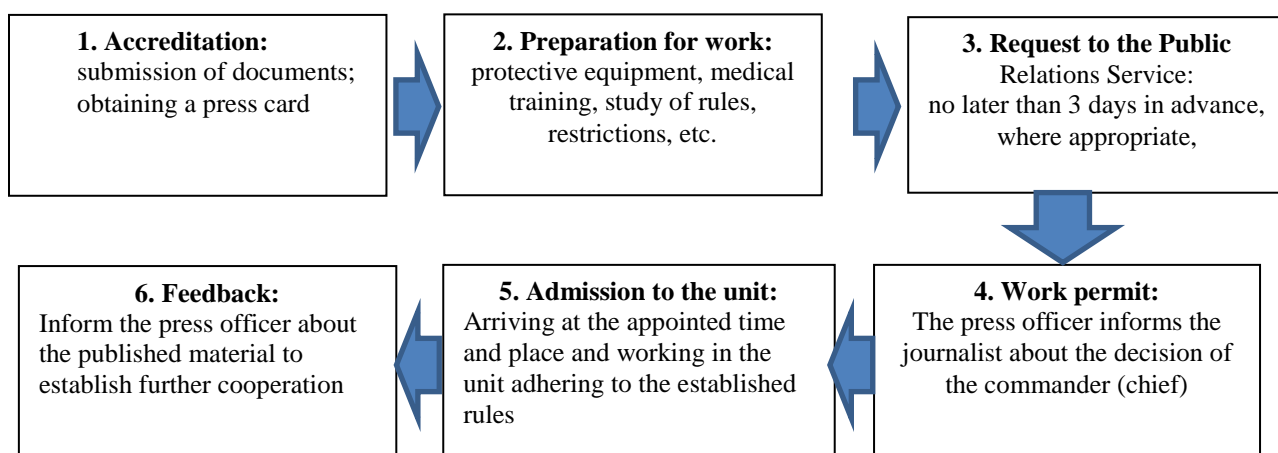 1. Accreditation:
submission of documents;
obtaining a press card
2. Preparation for work:
protective equipment, medical
training, study of rules,
restrictions, etc.
3. Request to the Public
Relations Service:
no later than 3 days in advance,
where appropriate,
4. Work permit:
The press officer informs the
journalist about the decision of
the commander (chief)
5. Admission to the unit:
Arriving at the appointed time
and place and working in the
unit adhering to the established
rules
6. Feedback:
Inform the press officer about
the published material to
establish further cooperation